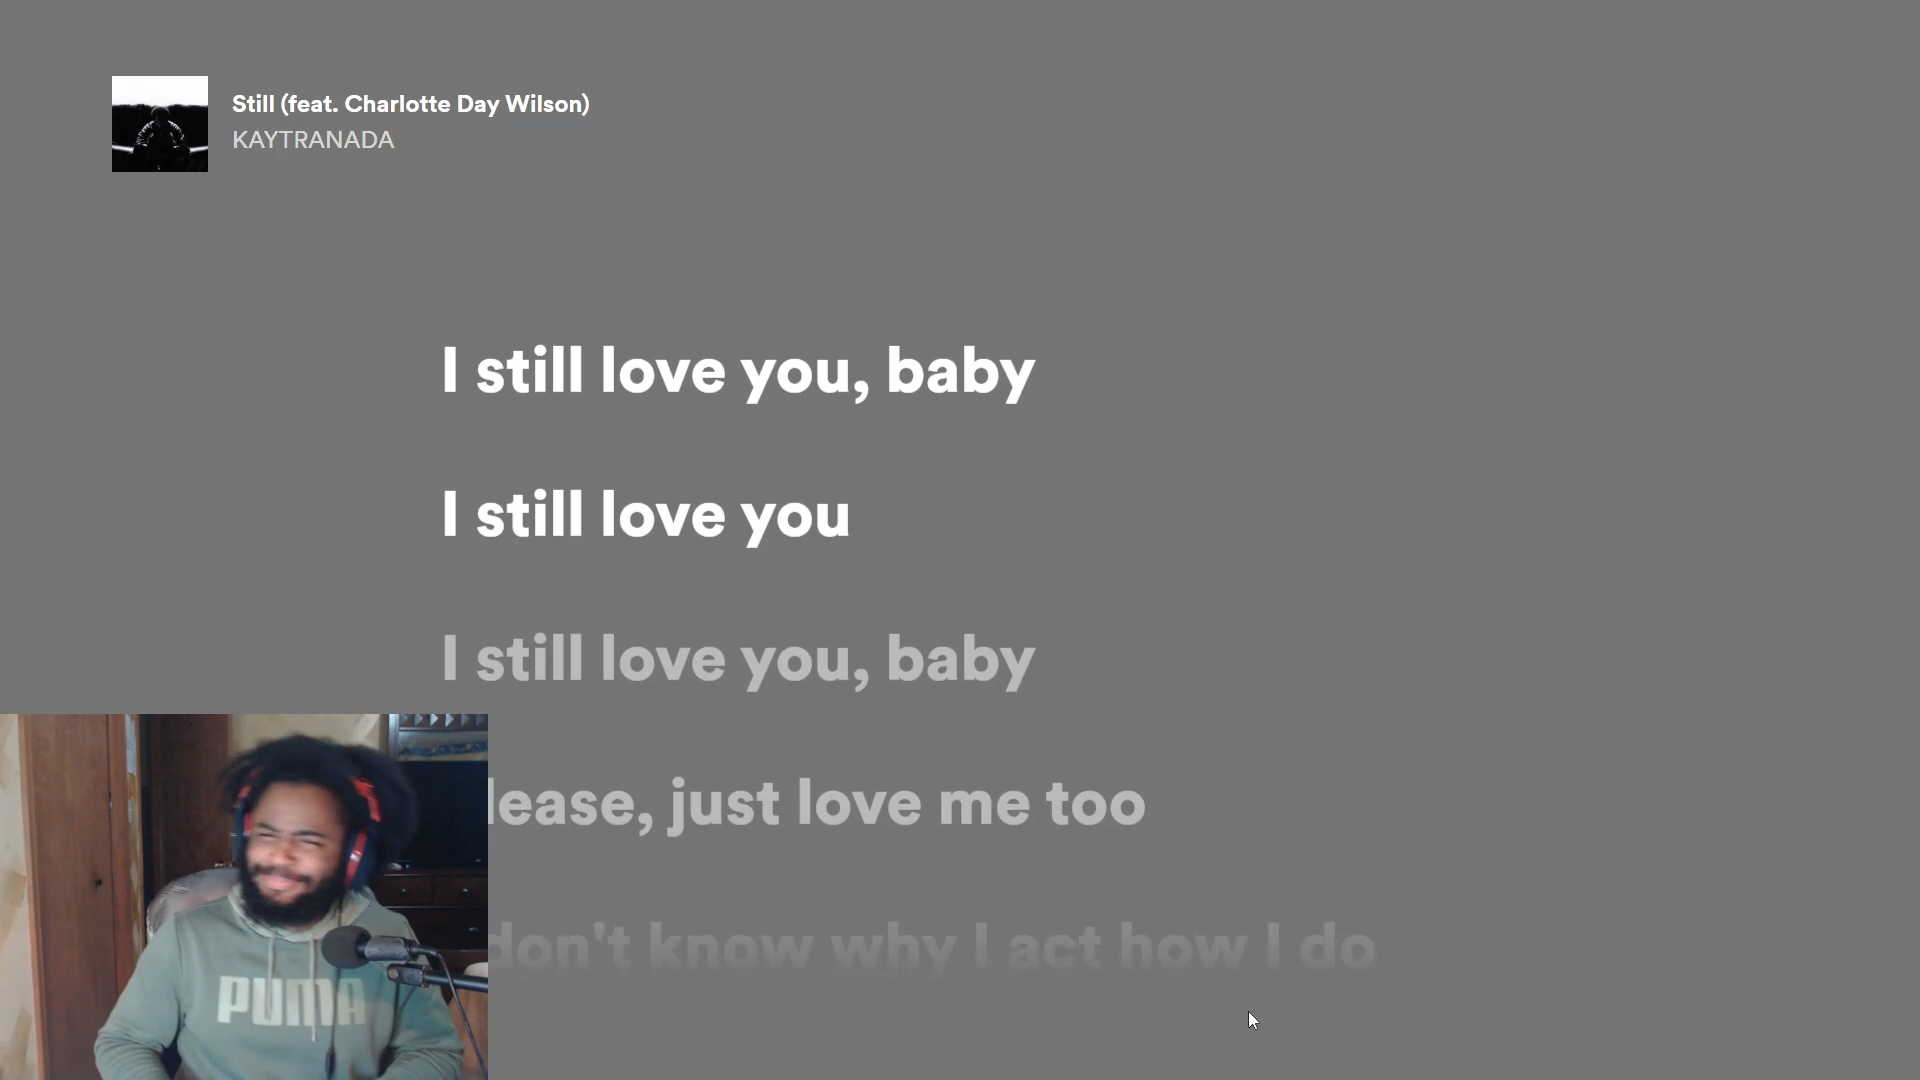 Still (feat. Charlotte Day Wilson)
KAYTRANADA
I still love you, baby
I still love you
I still love you, baby
lease, just love me too
don't know why I act how I do
PUMA